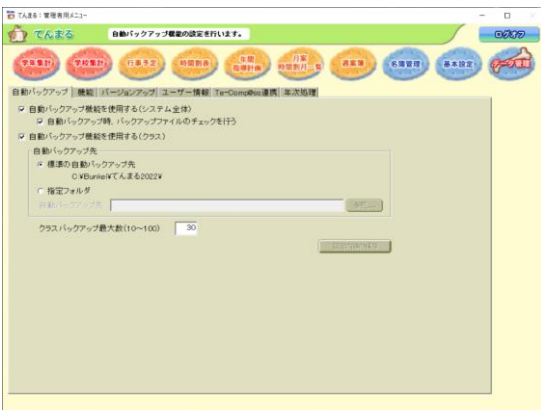 てんまる：管理者用メニュー
てんまる
自動バックアップ機能の設定を行います。
ログオフ
学年集計
学校集計
行事予定
時間割表
年間
指導計画
月案
時間割月一覧
週案簿
名簿管理
基本設定
データ管理
自動バックアップ 機能 バージョンアップ ユーザー情報 Te-Comp@ss連携 年次処理
自動バックアップ機能を使用する(システム全体)
自動バックアップ時、バックアップファイルのチェックを行う
自動バックアップ機能を使用する(クラス)
自動バックアップ先
標準の自動バックアップ先
C:¥Bunkei¥てんまる2022¥
指定フォルダ
自動バックアップ先
参照...
クラスバックアップ最大数(10～100) 30